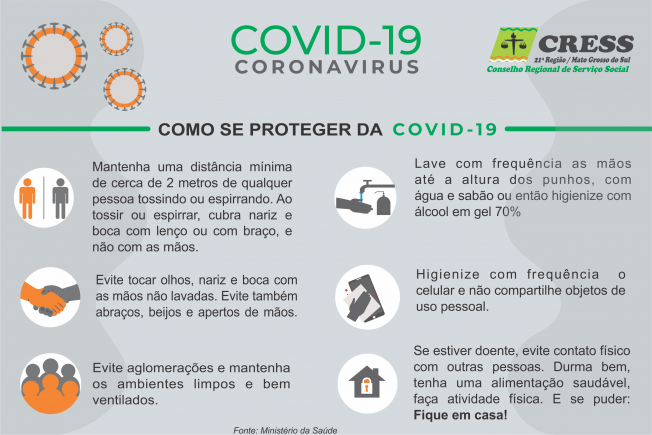 COVID-19
CORONAVIRUS
CRESS
21ª Região / Mato Grosso do Sul
Conselho Regional de Serviço Social
COMO SE PROTEGER DA COVID-19
Mantenha uma distância mínima
de cerca de 2 metros de qualquer
pessoa tossindo ou espirrando. Ao
tossir ou espirrar, cubra nariz e
boca com lenço ou com braço, e
não com as mãos.
Lave com frequência as mãos
até a altura dos punhos, com
água e sabão ou então higienize com
álcool em gel 70%
Evite tocar olhos, nariz e boca com
as mãos não lavadas. Evite também
abraços, beijos e apertos de mãos.
Higienize com frequência o
celular e não compartilhe objetos de
uso pessoal.
Evite aglomerações e mantenha
os ambientes limpos e bem
ventilados.
Se estiver doente, evite contato físico
com outras pessoas. Durma bem,
tenha uma alimentação saudável,
faça atividade física. E se puder:
Fique em casa!
Fonte: Ministério da Saúde